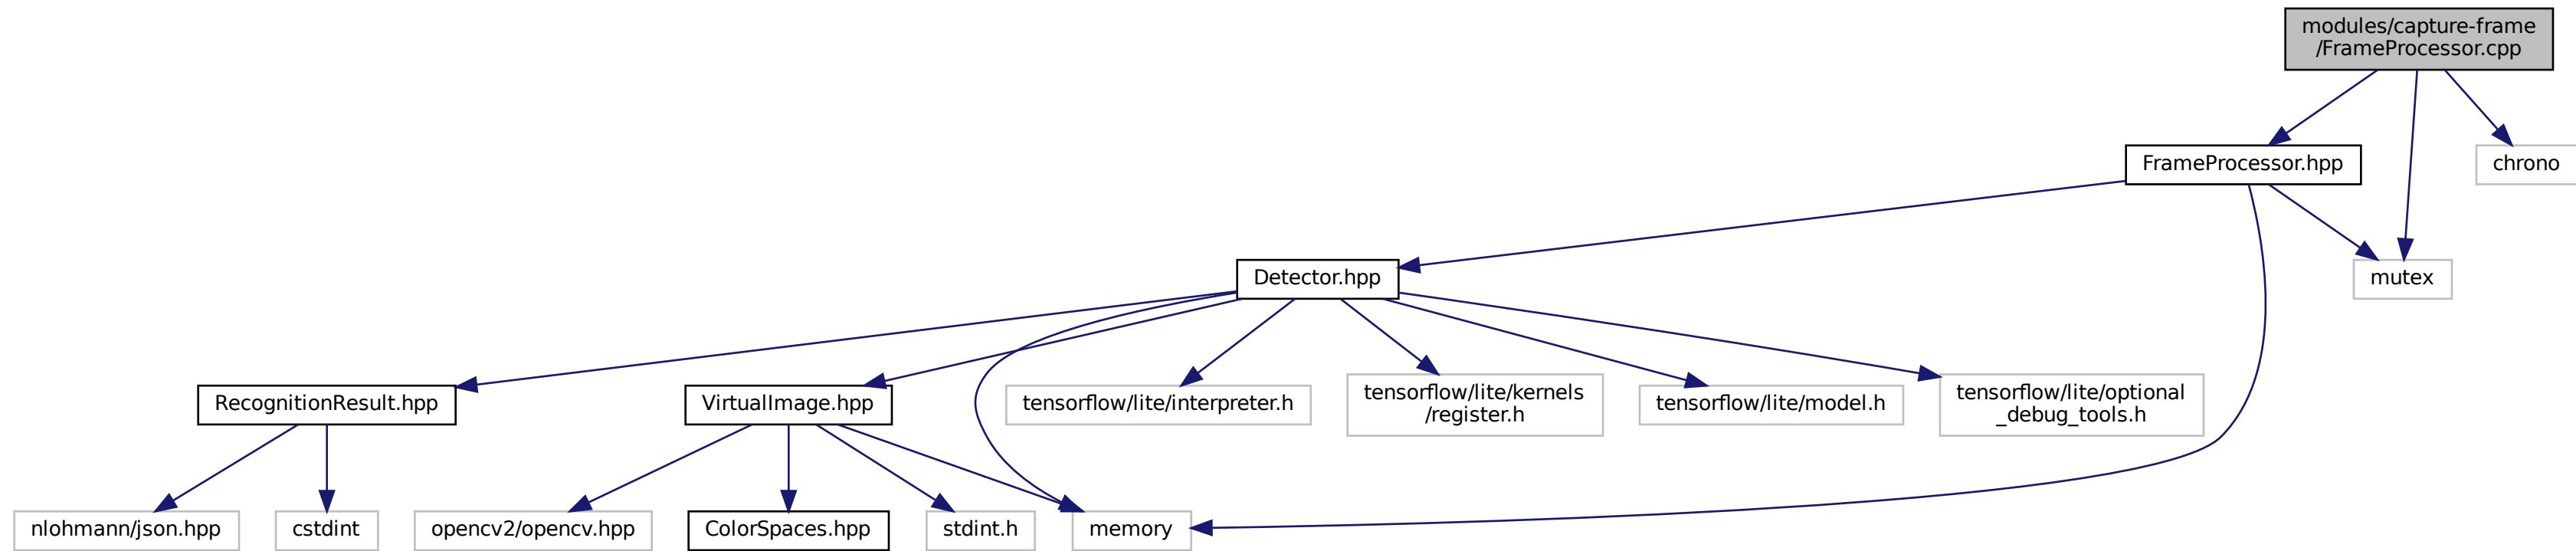 modules/capture-frame
/FrameProcessor.cpp
FrameProcessor.hpp
chrono
Detector.hpp
mutex
RecognitionResult.hpp
VirtualImage.hpp
tensorflow/lite/interpreter.h
tensorflow/lite/kernels
/register.h
tensorflow/lite/model.h
tensorflow/lite/optional
_debug_tools.h
nlohmann/json.hpp
cstdint
opencv2/opencv.hpp
ColorSpaces.hpp
stdint.h
memory